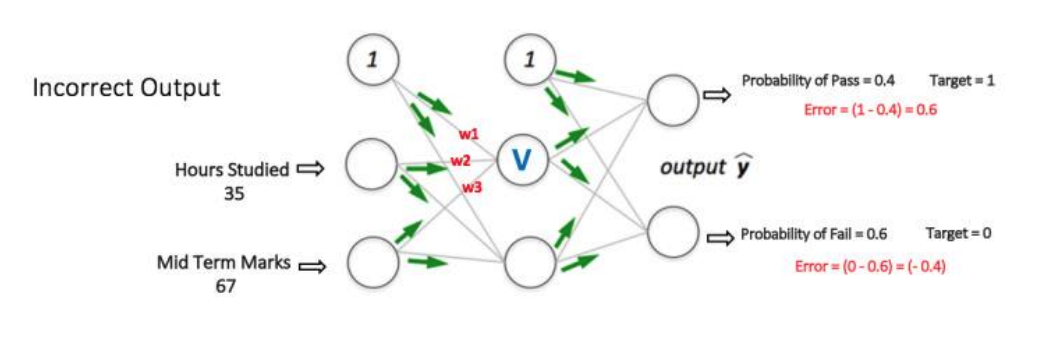 Incorrect Output
1
1
Probability of Pass = 0.4 Target = 1
Error = (1 - 0.4) = 0.6
w1
Hours Studied
35
w2
V
output ŷ
w3
Mid Term Marks
67
Probability of Fail = 0.6 Target = 0
Error = (0 - 0.6) = (- 0.4)